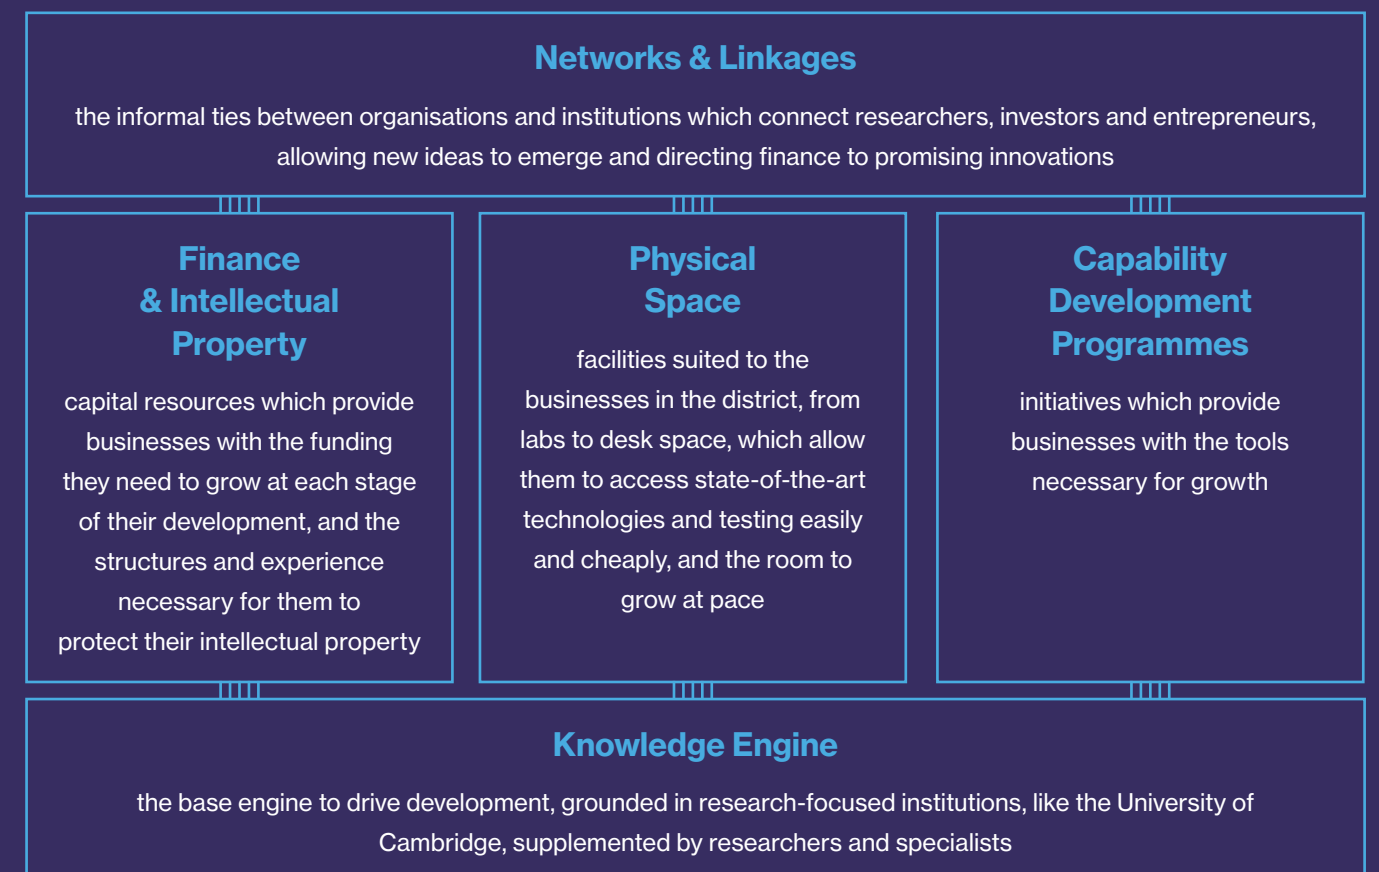 Networks & Linkages
the informal ties between organisations and institutions which connect researchers, investors and entrepreneurs,
allowing new ideas to emerge and directing finance to promising innovations
Finance
& Intellectual
Property
capital resources which provide
businesses with the funding
they need to grow at each stage
of their development, and the
structures and experience
necessary for them to
protect their intellectual property
Physical
Space
facilities suited to the
businesses in the district, from
labs to desk space, which allow
them to access state-of-the-art
technologies and testing easily
and cheaply, and the room to
grow at pace
Capability
Development
Programmes
initiatives which provide
businesses with the tools
necessary for growth
Knowledge Engine
the base engine to drive development, grounded in research-focused institutions, like the University of
Cambridge, supplemented by researchers and specialists